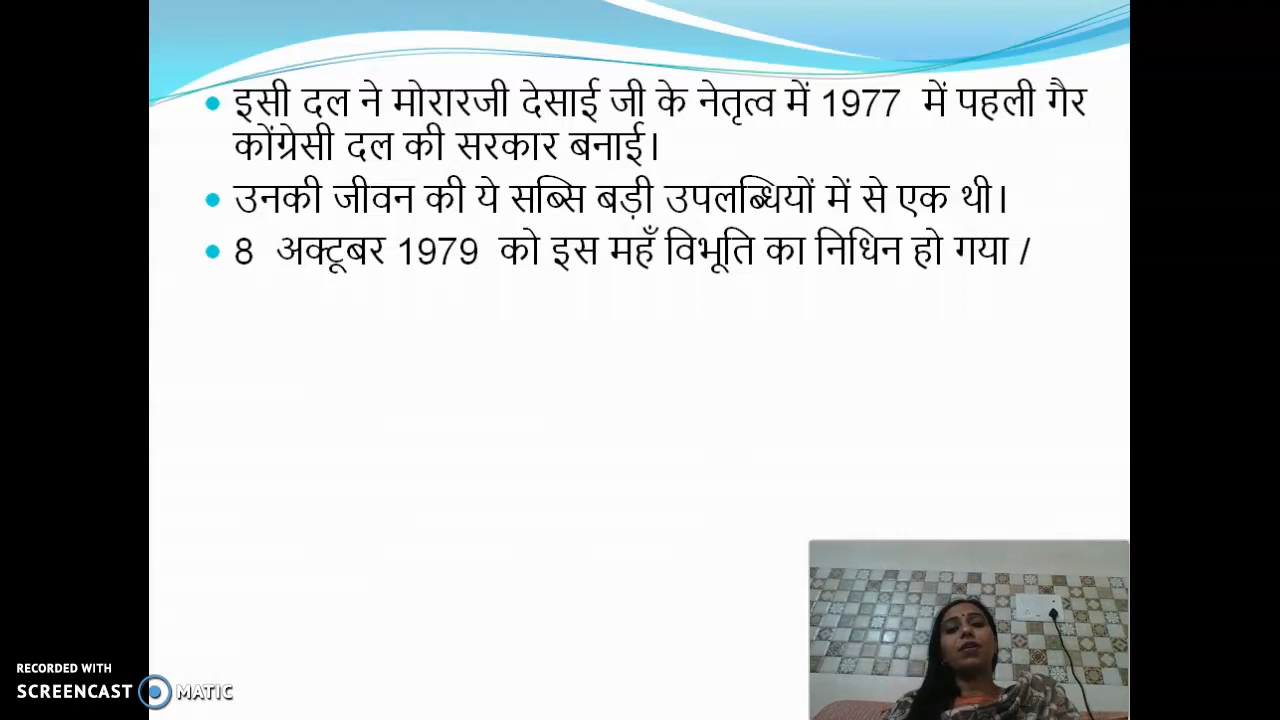 इसी दल ने मोरारजी देसाई जी के नेतृत्व में 1977 में पहली गैर
कोंग्रेसी दल की सरकार बनाई।
उनकी जीवन की ये सब्सि बड़ी उपलब्धियों में से एक थी।
8 अक्टूबर 1979 को इस महँ विभूति का निधिन हो गया /
RECORDED WITH
SCREENCAST MATIC